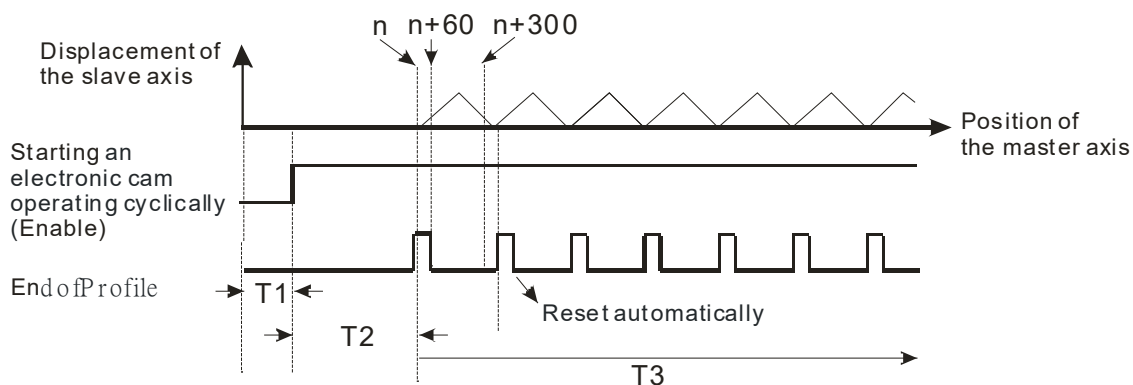 n n+60 n+300
Displacement of
the slave axis
Position of
the master axis
Starting an
electronic cam
operating cyclically
(Enable)
EndofProfile
T1
Reset automatically
T2
T3